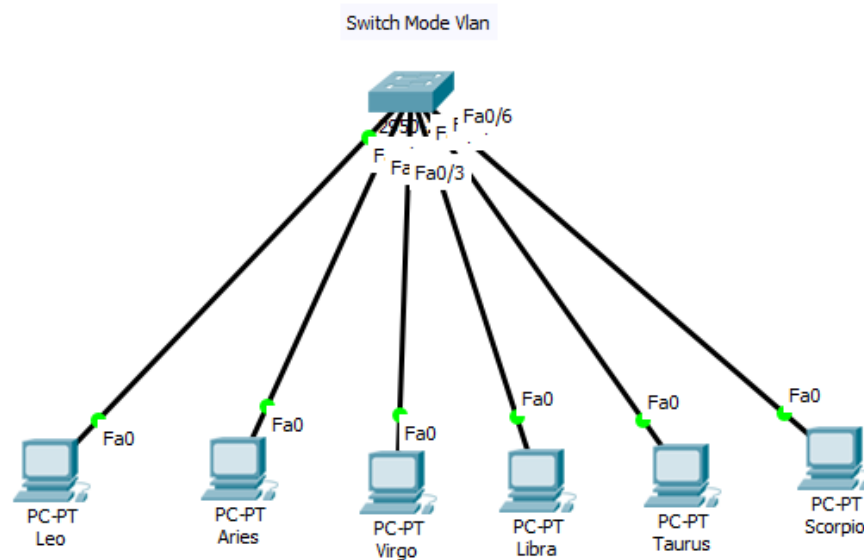 Switch Mode Vlan
Fa0/6
Fa0/3
Fa0
Fa0
Fa0
Fa0
Fa0
Fa0
PC-PT
Leo
PC-PT
Aries
PC-PT
Virgo
PC-PT
Libra
PC-PT
Taurus
PC-PT
Scorpio